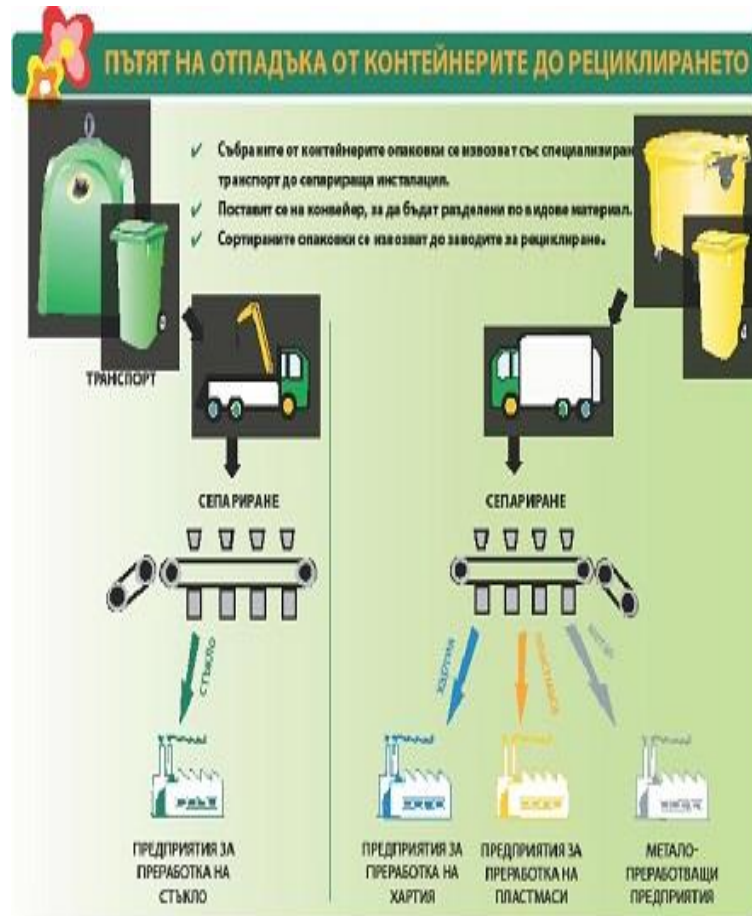 ПЪТЯТ НА ОТПАДЪКА ОТ КОНТЕЙНЕРИТЕ ДО РЕЦИКЛИРАНЕТО
✓ Събраните от контейнерите опаковки се извозват със специализиран
транспорт до сепарираща инсталация.
✓ Поставят се на конвейер, за да бъдат разделени по видове материал.
✓ Сортираните опаковки се извозват до заводите за рециклиране.
ТРАНСПОРТ
СЕПАРИРАНЕ
СЕПАРИРАНЕ
СТЪКЛО
ХАРТИЯ
ПЛАСТМАСА
МЕТАЛ
ПРЕДПРИЯТИЯ ЗА
ПРЕРАБОТКА НА
СТЪКЛО
ПРЕДПРИЯТИЯ ЗА
ПРЕРАБОТКА НА
ХАРТИЯ
ПРЕДПРИЯТИЯ ЗА
ПРЕРАБОТКА НА
ПЛАСТМАСИ
МЕТАЛО-
ПРЕРАБОТВАЩИ
ПРЕДПРИЯТИЯ